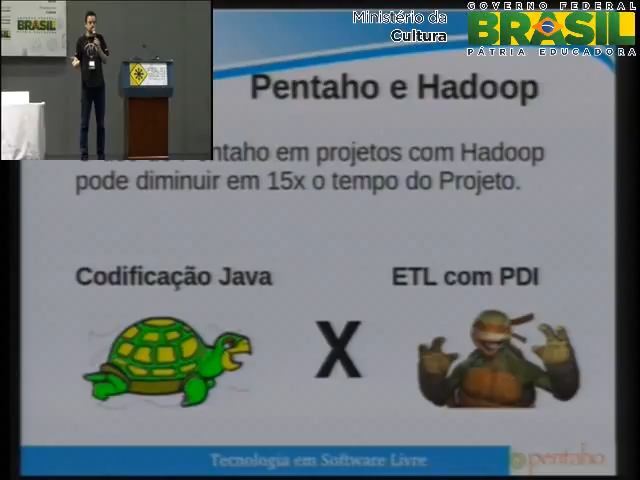 Ministério da
Cultura
GOVERNO FEDERAL
BRASIL
PÁTRIA EDUCADORA
BRASIL
Pentaho e Hadoop
em projetos com Hadoop
pode diminuir em 15x o tempo do Projeto.
Codificação Java
ETL com PDI
X
Tecnologia em Software Livre
pentaho